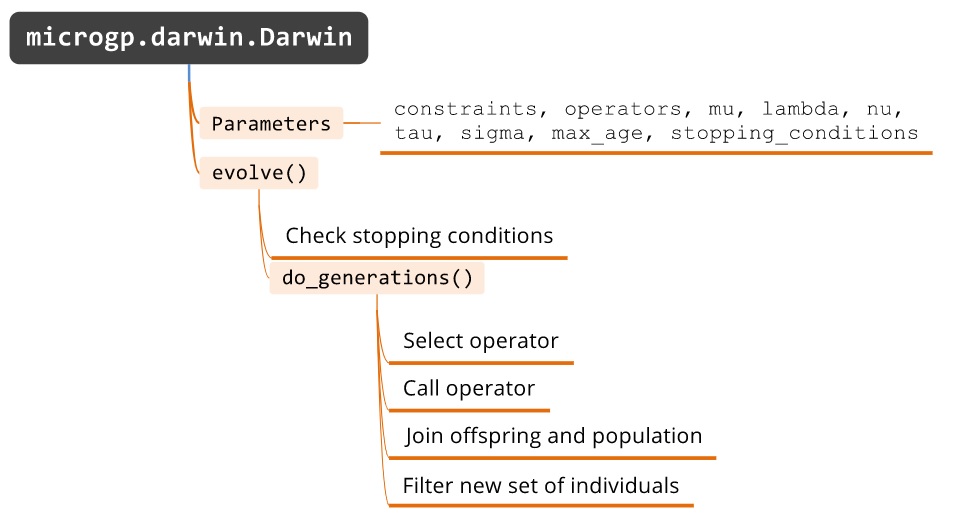 microgp.darwin.Darwin
Parameters
constraints, operators, mu, lambda, nu,
tau, sigma, max_age, stopping_conditions
evolve()
Check stopping conditions
do_generations()
Select operator
Call operator
Join offspring and population
Filter new set of individuals